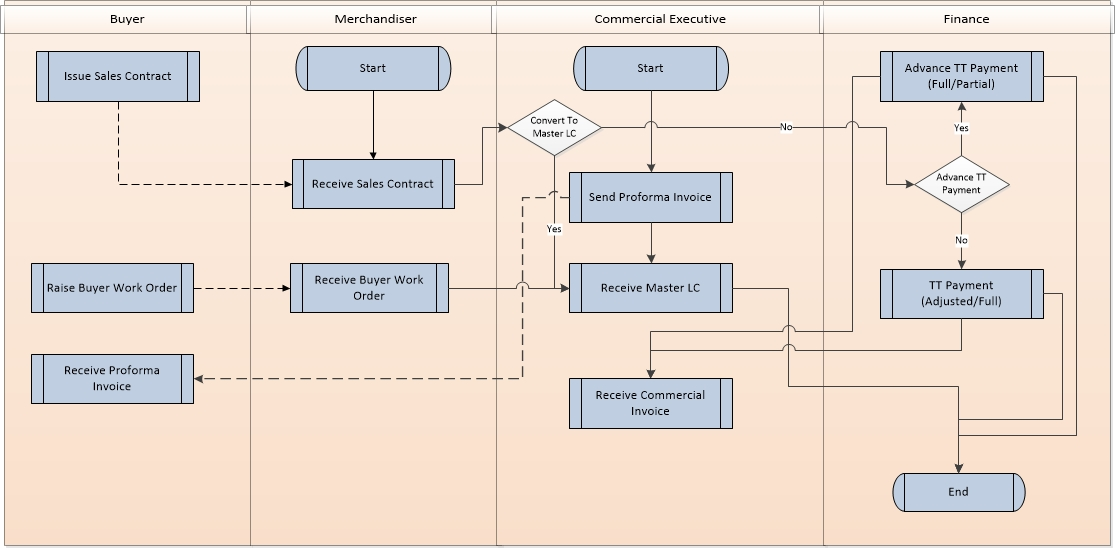 Buyer
Merchandiser
Commercial Executive
Finance
Issue Sales Contract
Start
Start
Advance TT Payment
(Full/Partial)
Convert To
Master LC
No
Yes
Receive Sales Contract
Send Proforma Invoice
Advance TT
Payment
Yes
No
Raise Buyer Work Order
Receive Buyer Work
Order
Receive Master LC
TT Payment
(Adjusted/Full)
Receive Proforma
Invoice
Receive Commercial
Invoice
End